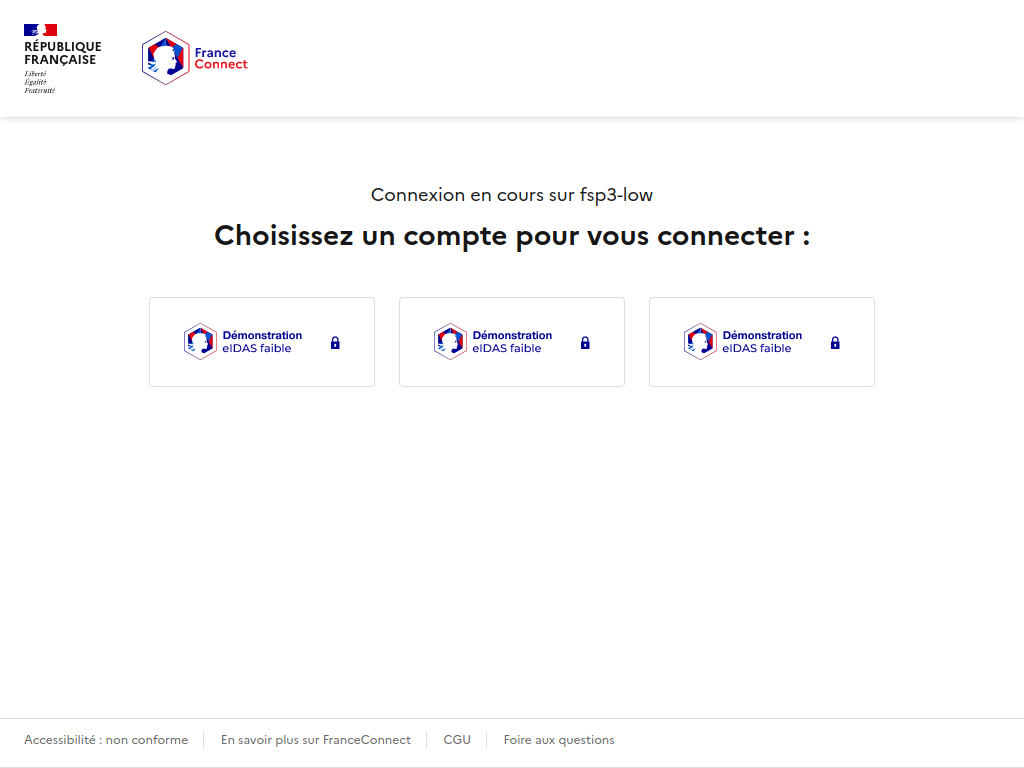 RÉPUBLIQUE
FRANÇAISE
Liberté
Égalité
Fraternité
France
Connect
Connexion en cours sur fsp3-low
Choisissez un compte pour vous connecter :
Démonstration
eIDAS faible
Démonstration
eIDAS faible
Démonstration
eIDAS faible
Accessibilité : non conforme
En savoir plus sur FranceConnect
CGU
Foire aux questions